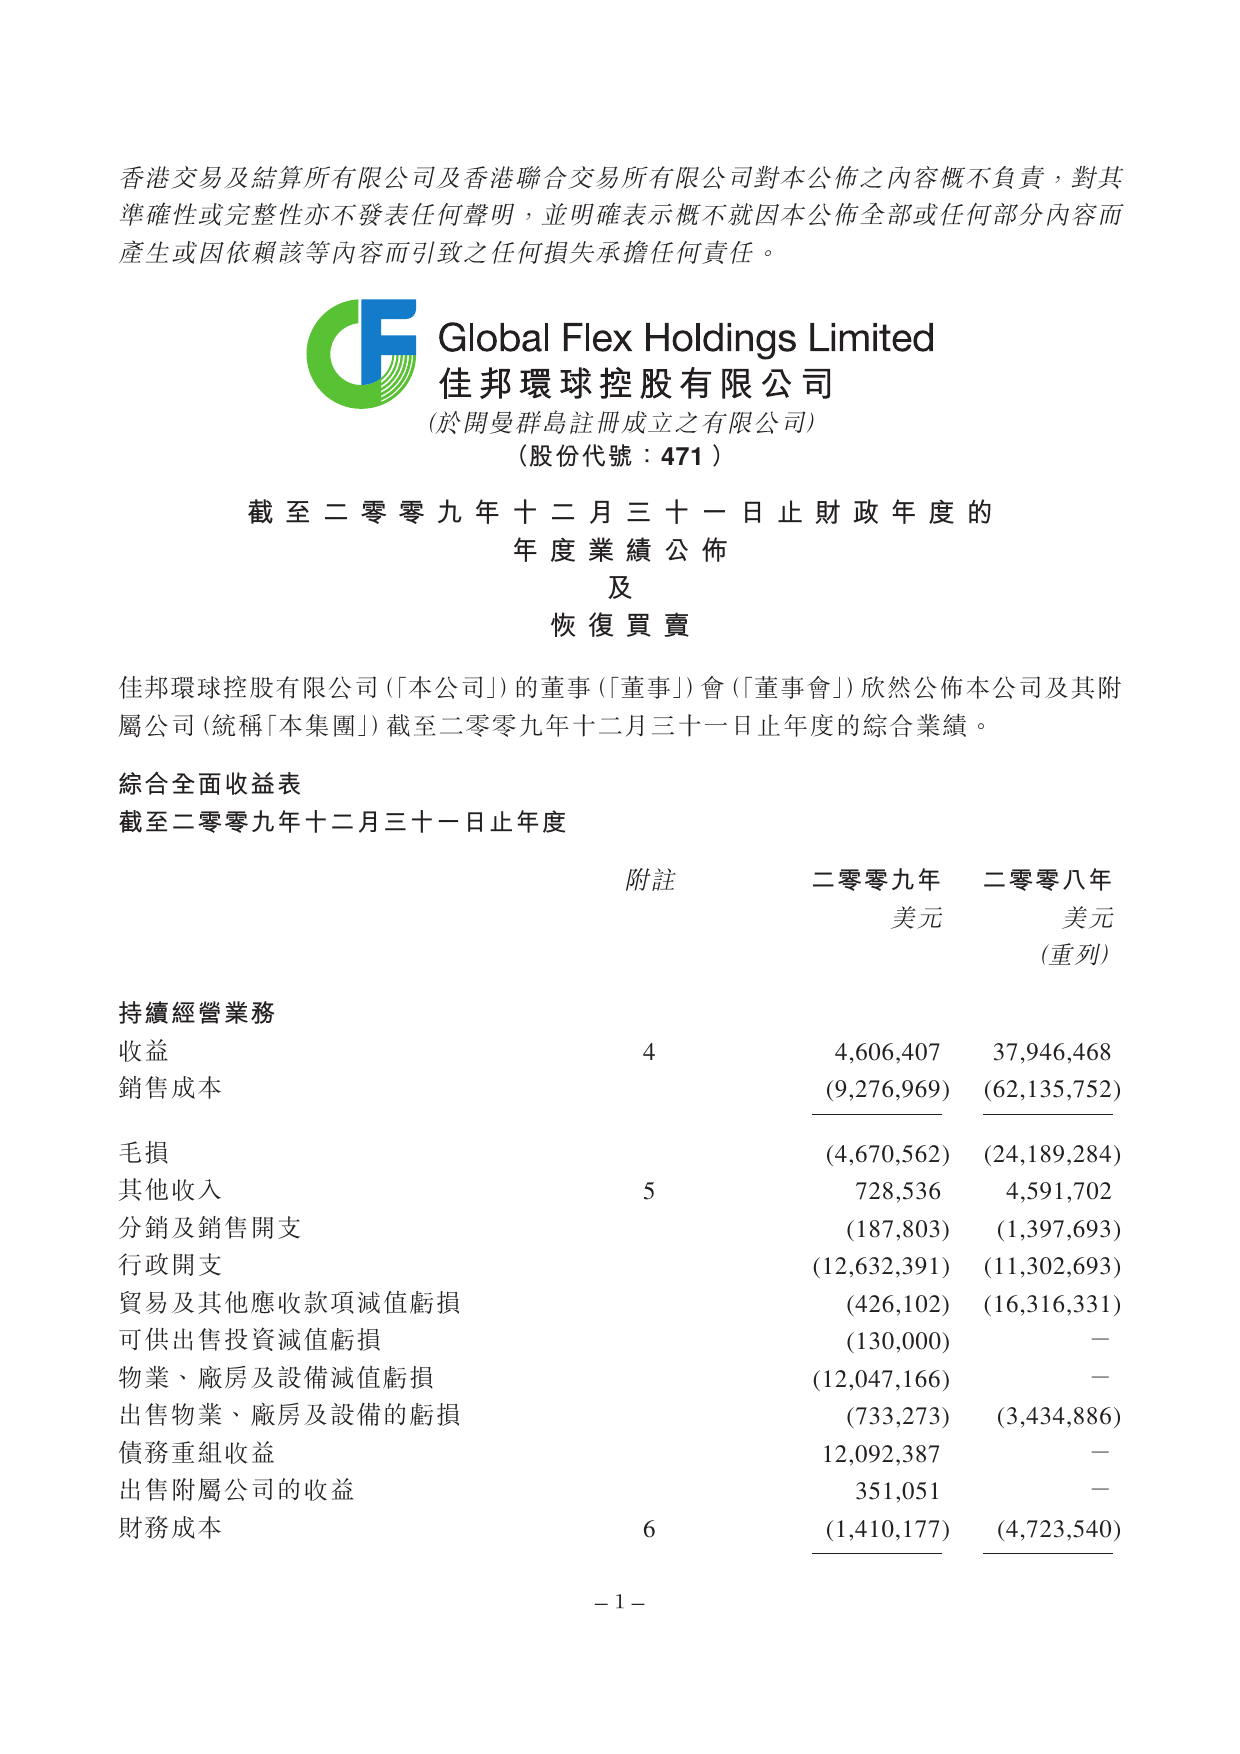 香港交易及結算所有限公司及香港聯合交易所有限公司對本公佈之內容概不負責，對其
準確性或完整性亦不發表任何聲明，並明確表示概不就因本公佈全部或任何部分內容而
產生或因依賴該等內容而引致之任何損失承擔任何責任。
Global Flex Holdings Limited
佳邦環球控股有限公司
(於開曼群島註冊成立之有限公司)
（股份代號：471）
截至二零零九年十二月三十一日止財政年度的
年度業績公佈
及
恢復買賣
佳邦環球控股有限公司（「本公司」）的董事（「董事」）會（「董事會」）欣然公佈本公司及其附
屬公司（統稱「本集團」）截至二零零九年十二月三十一日止年度的綜合業績。
綜合全面收益表
截至二零零九年十二月三十一日止年度
附註 二零零九年 二零零八年
美元 美元
(重列)
持續經營業務
收益 4 4,606,407 37,946,468
銷售成本 (9,276,969) (62,135,752)
毛損 (4,670,562) (24,189,284)
其他收入 5 728,536 4,591,702
分銷及銷售開支 (187,803) (1,397,693)
行政開支 (12,632,391) (11,302,693)
貿易及其他應收款項減值虧損 (426,102) (16,316,331)
可供出售投資減值虧損 (130,000) –
物業、廠房及設備減值虧損 (12,047,166) –
出售物業、廠房及設備的虧損 (733,273) (3,434,886)
債務重組收益 12,092,387 –
出售附屬公司的收益 351,051 –
財務成本 6 (1,410,177) (4,723,540)
– 1 –